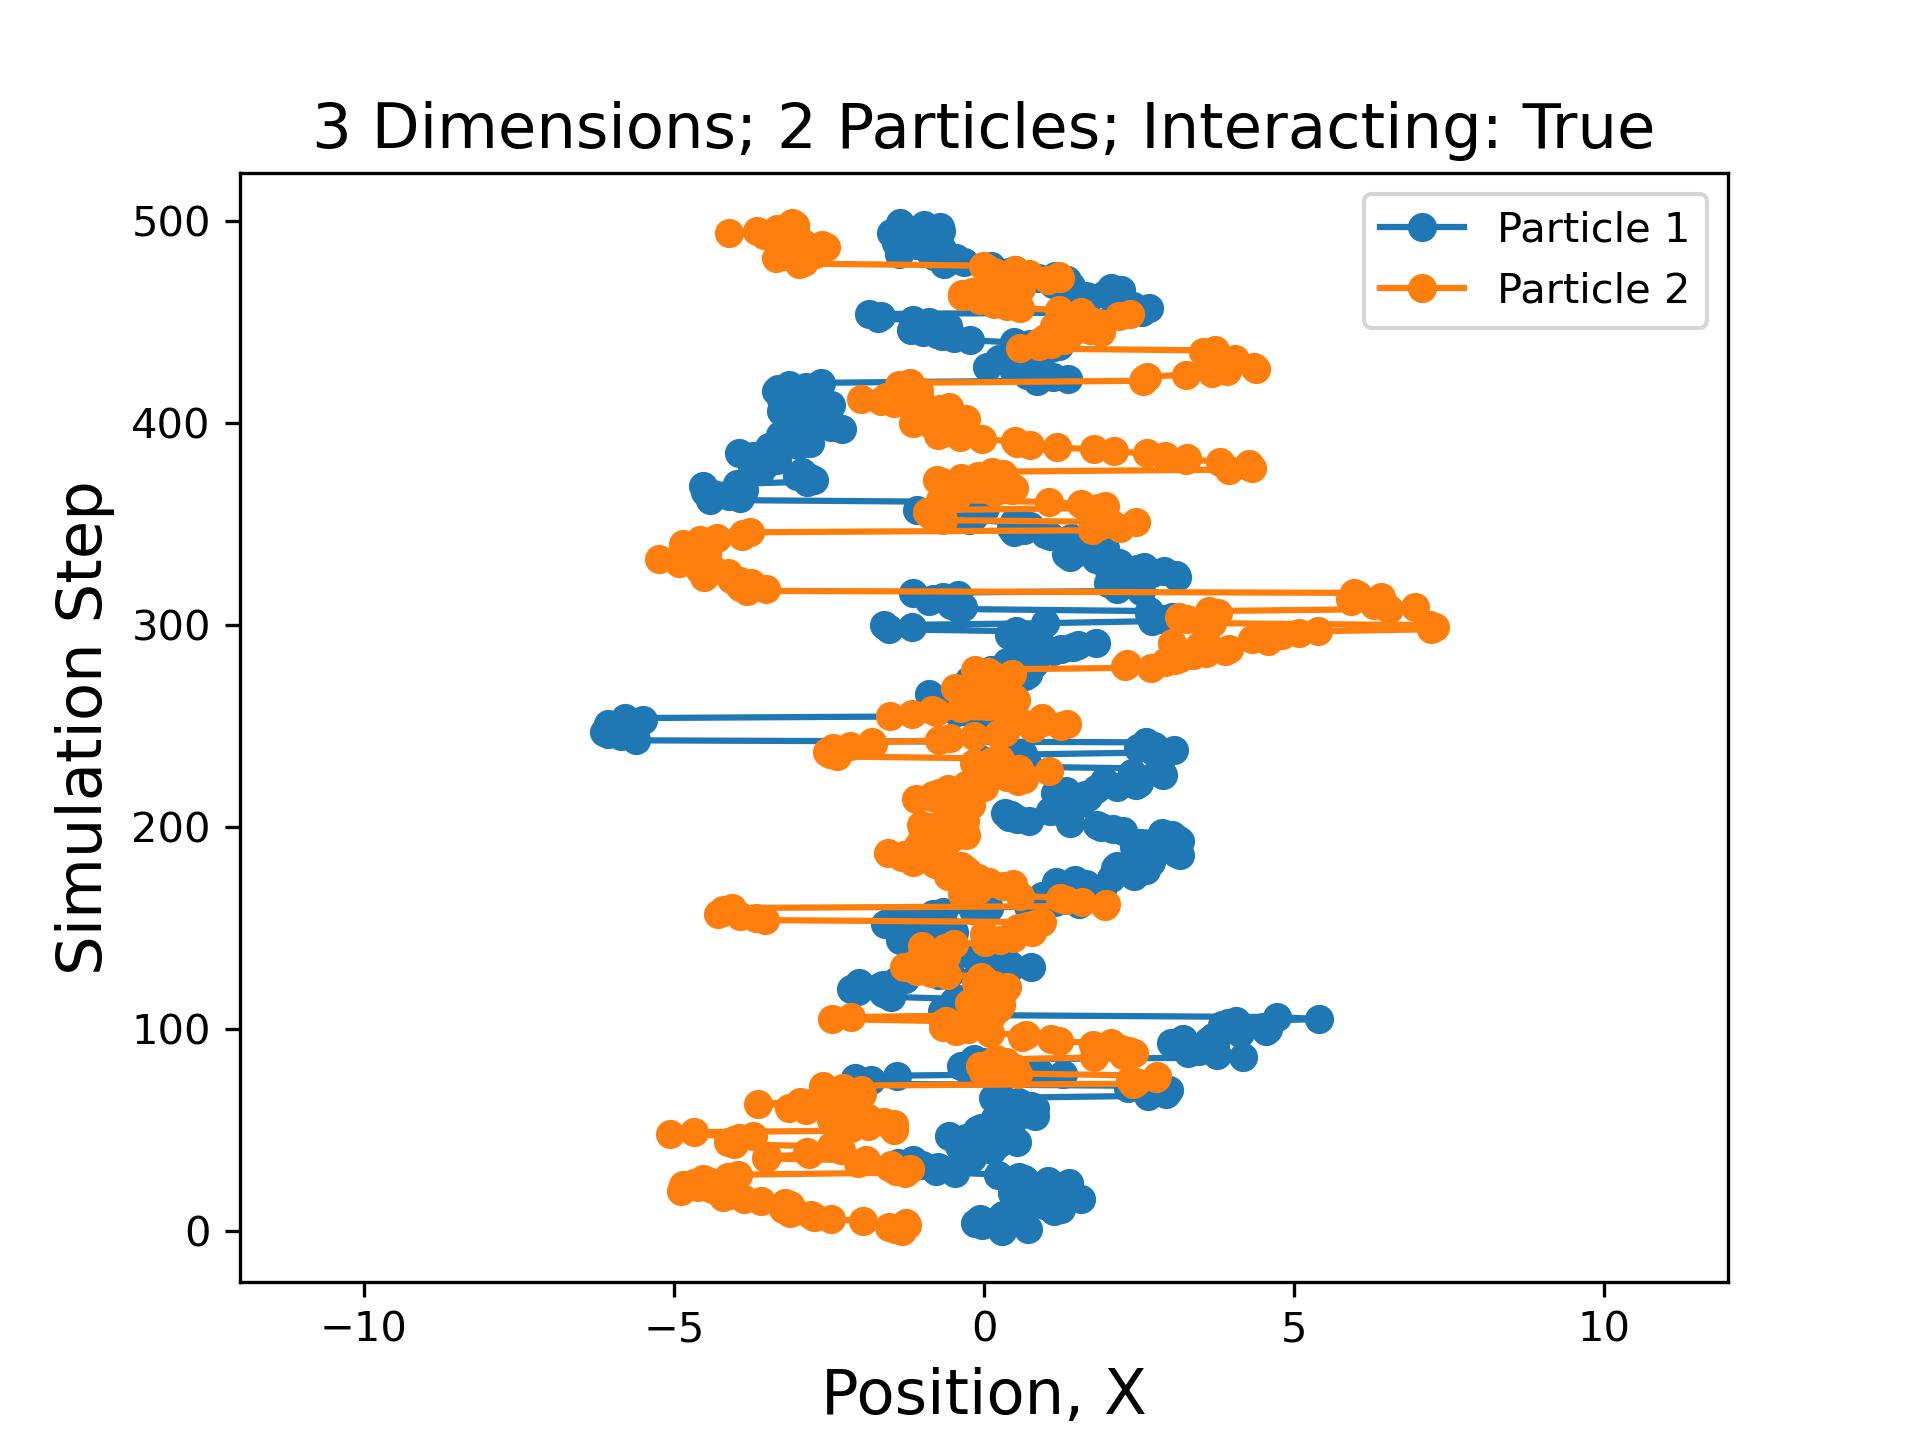 3 Dimensions; 2 Particles; Interacting: True
Particle 1
Particle 2
Simulation Step
500
400
300
200
100
0
−10
−5
0
5
10
Position, X